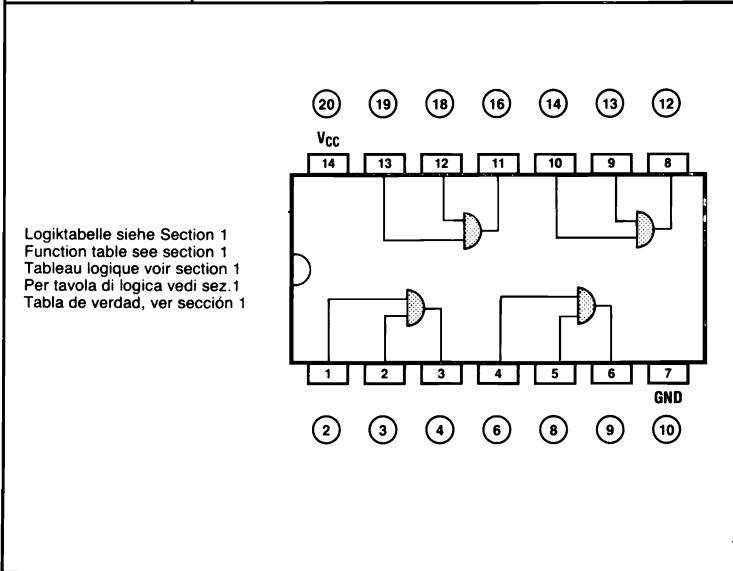 20 19 18 16 14 13 12
VCC
14 13 12 11 10 9 8
Logiktabelle siehe Section 1
Function table see section 1
Tableau logique voir section 1
Per tavola di logica vedi sez.1
Tabla de verdad, ver sección 1
1 2 3 4 5 6 7
GND
2 3 4 6 8 9 10